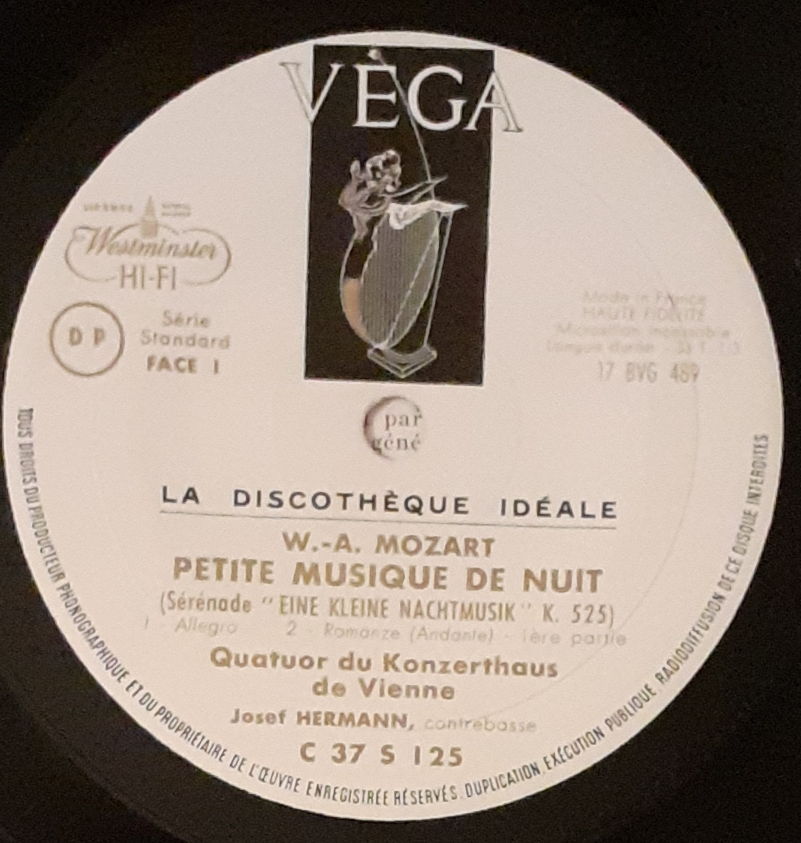 VÈGA
Westminster
HI-FI
D P
Série
Standard
FACE 1
Made in France
HAUTE FIDÉLITÉ
17 BVG 489
par
géné
LA DISCOTHÈQUE IDÉALE
W.-A. MOZART
PETITE MUSIQUE DE NUIT
(Sérénade "EINE KLEINE NACHTMUSIK" K. 525)
1 - Allegro 2 - Romanze (Andante) - 1ère partie
Quatuor du Konzerthaus
de Vienne
Josef HERMANN, contrebasse
C 37 S 125
TOUS DROITS DU PRODUCTEUR PHONOGRAPHIQUE ET DU PROPRIÉTAIRE DE L'ŒUVRE ENREGISTRÉE RÉSERVÉS. DUPLICATION, EXÉCUTION PUBLIQUE, RADIODIFFUSION DE CE DISQUE INTERDITES